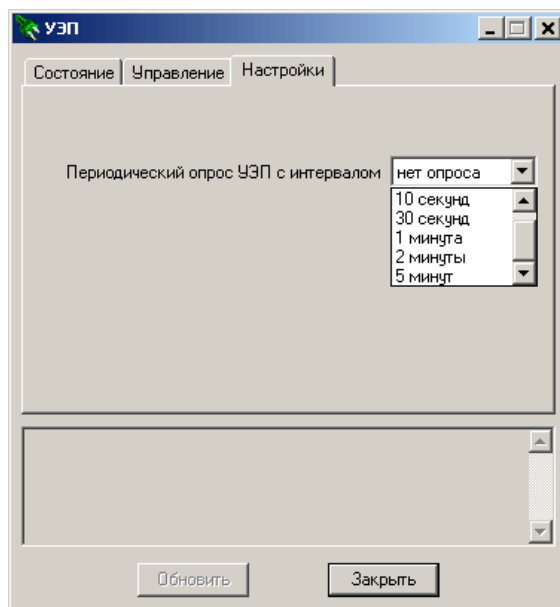 УЭП
Состояние Управление Настройки
Периодический опрос УЭП с интервалом нет опроса
10 секунд
30 секунд
1 минута
2 минуты
5 минут
Обновить Закрыть